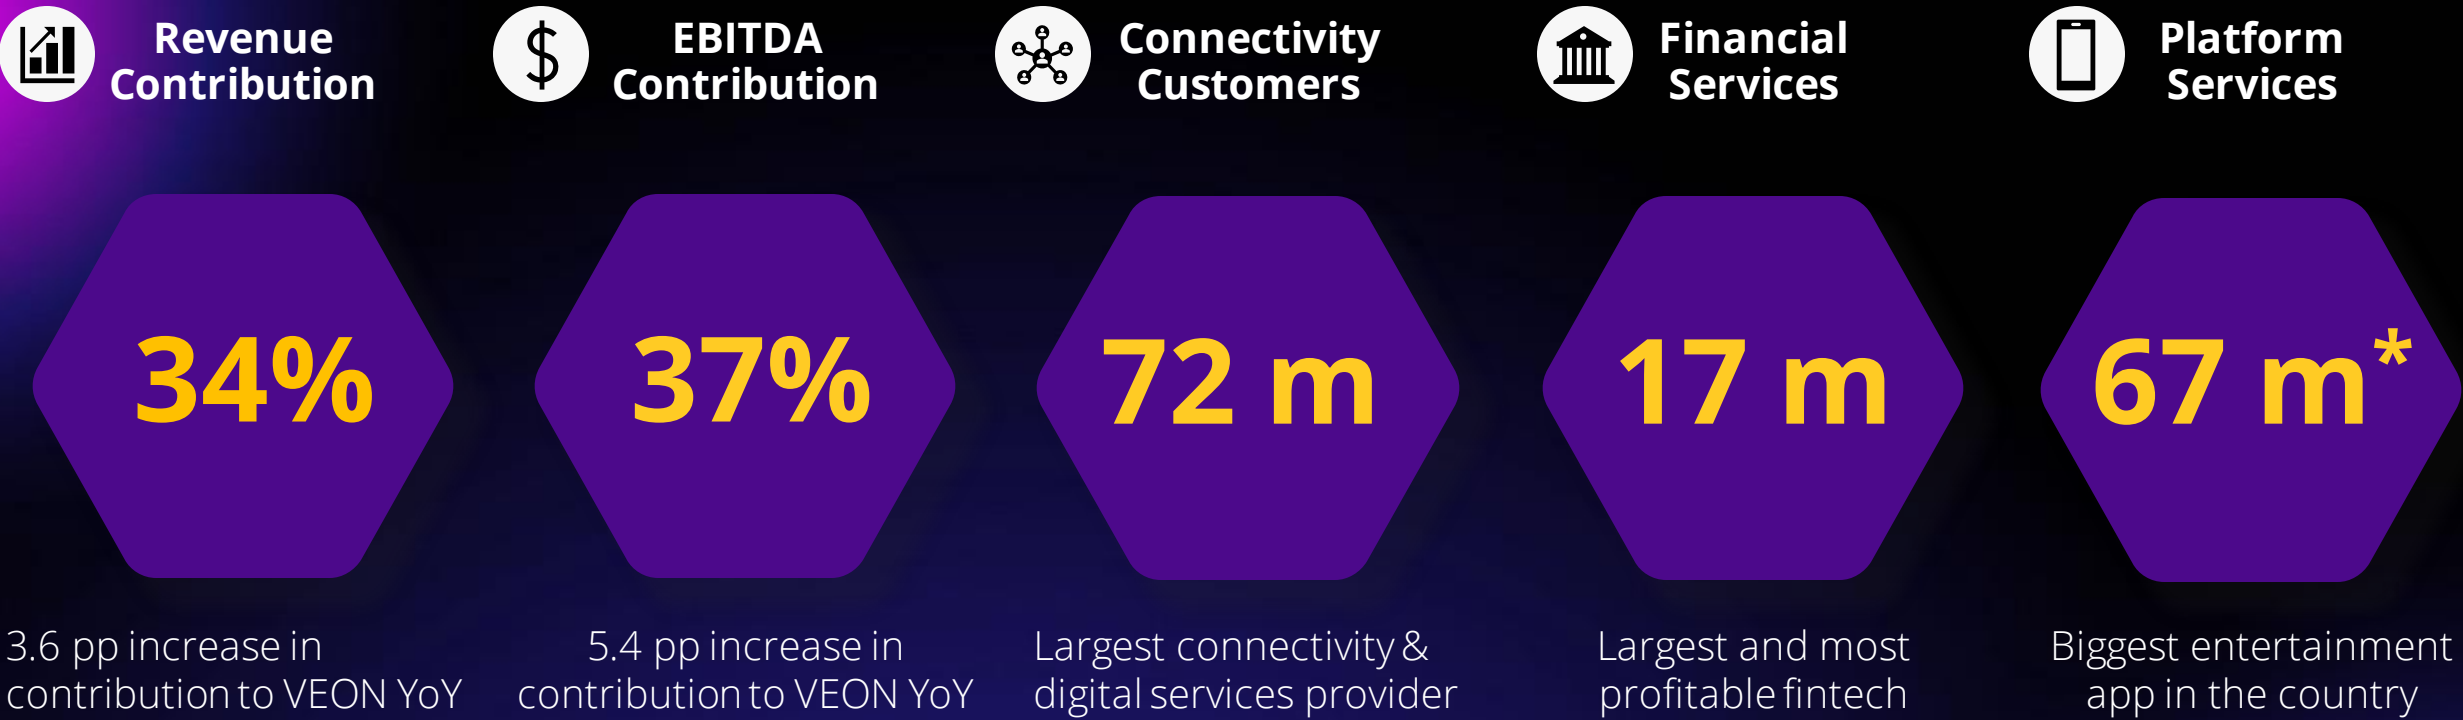 Revenue
Contribution
EBITDA
Contribution
Connectivity
Customers
Financial
Services
Platform
Services
34%
37%
72 m
17 m
67 m*
3.6 pp increase in
contribution to VEON YoY
5.4 pp increase in
contribution to VEON YoY
Largest connectivity &
digital services provider
Largest and most
profitable fintech
Biggest entertainment
app in the country